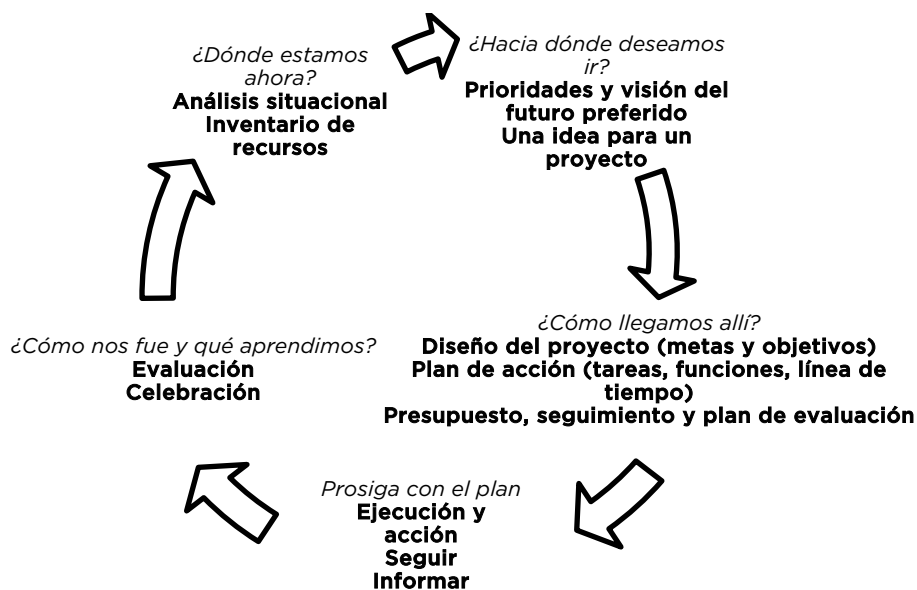 ¿Dónde estamos
ahora?
Análisis situacional
Inventario de
recursos
¿Hacia dónde deseamos
ir?
Prioridades y visión del
futuro preferido
Una idea para un
proyecto
¿Cómo llegamos allí?
Diseño del proyecto (metas y objetivos)
Plan de acción (tareas, funciones, línea de
tiempo)
Presupuesto, seguimiento y plan de evaluación
Prosiga con el plan
Ejecución y
acción
Seguir
Informar
¿Cómo nos fue y qué aprendimos?
Evaluación
Celebración